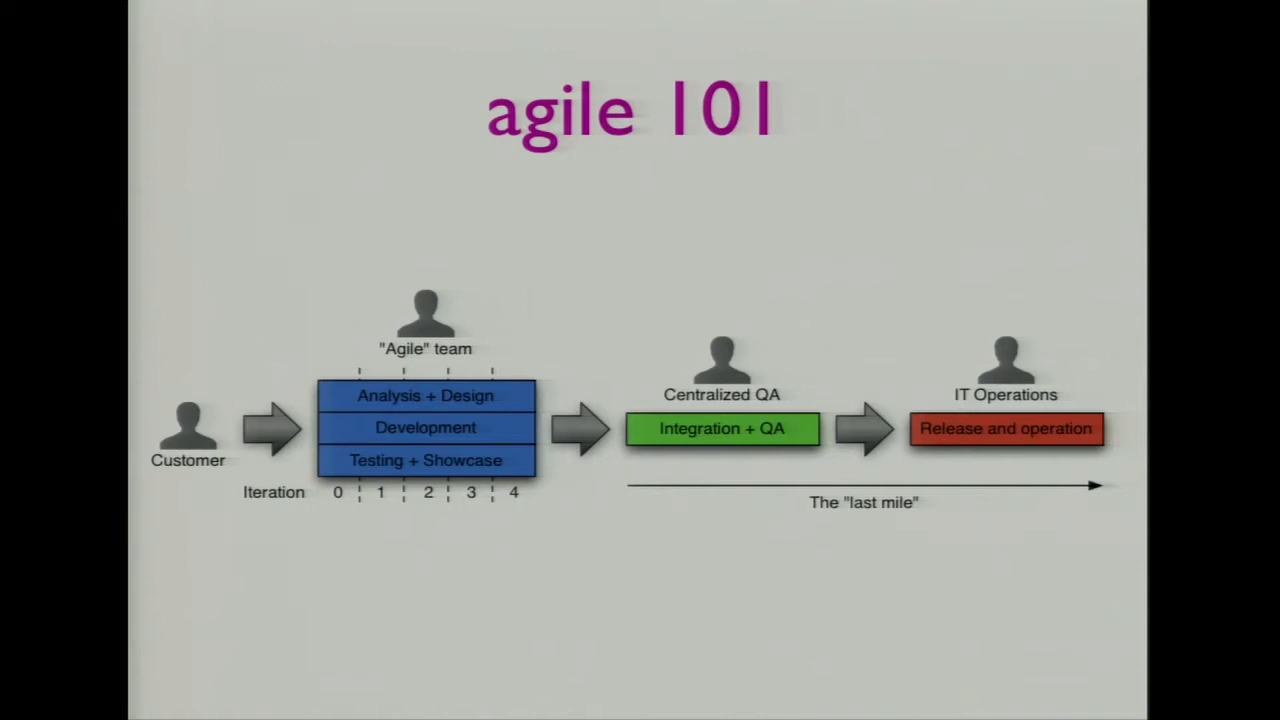 agile 101
"Agile" team
Analysis + Design
Development
Testing + Showcase
Customer
Iteration 0 1 2 3 4
Centralized QA
Integration + QA
IT Operations
Release and operation
The "last mile"